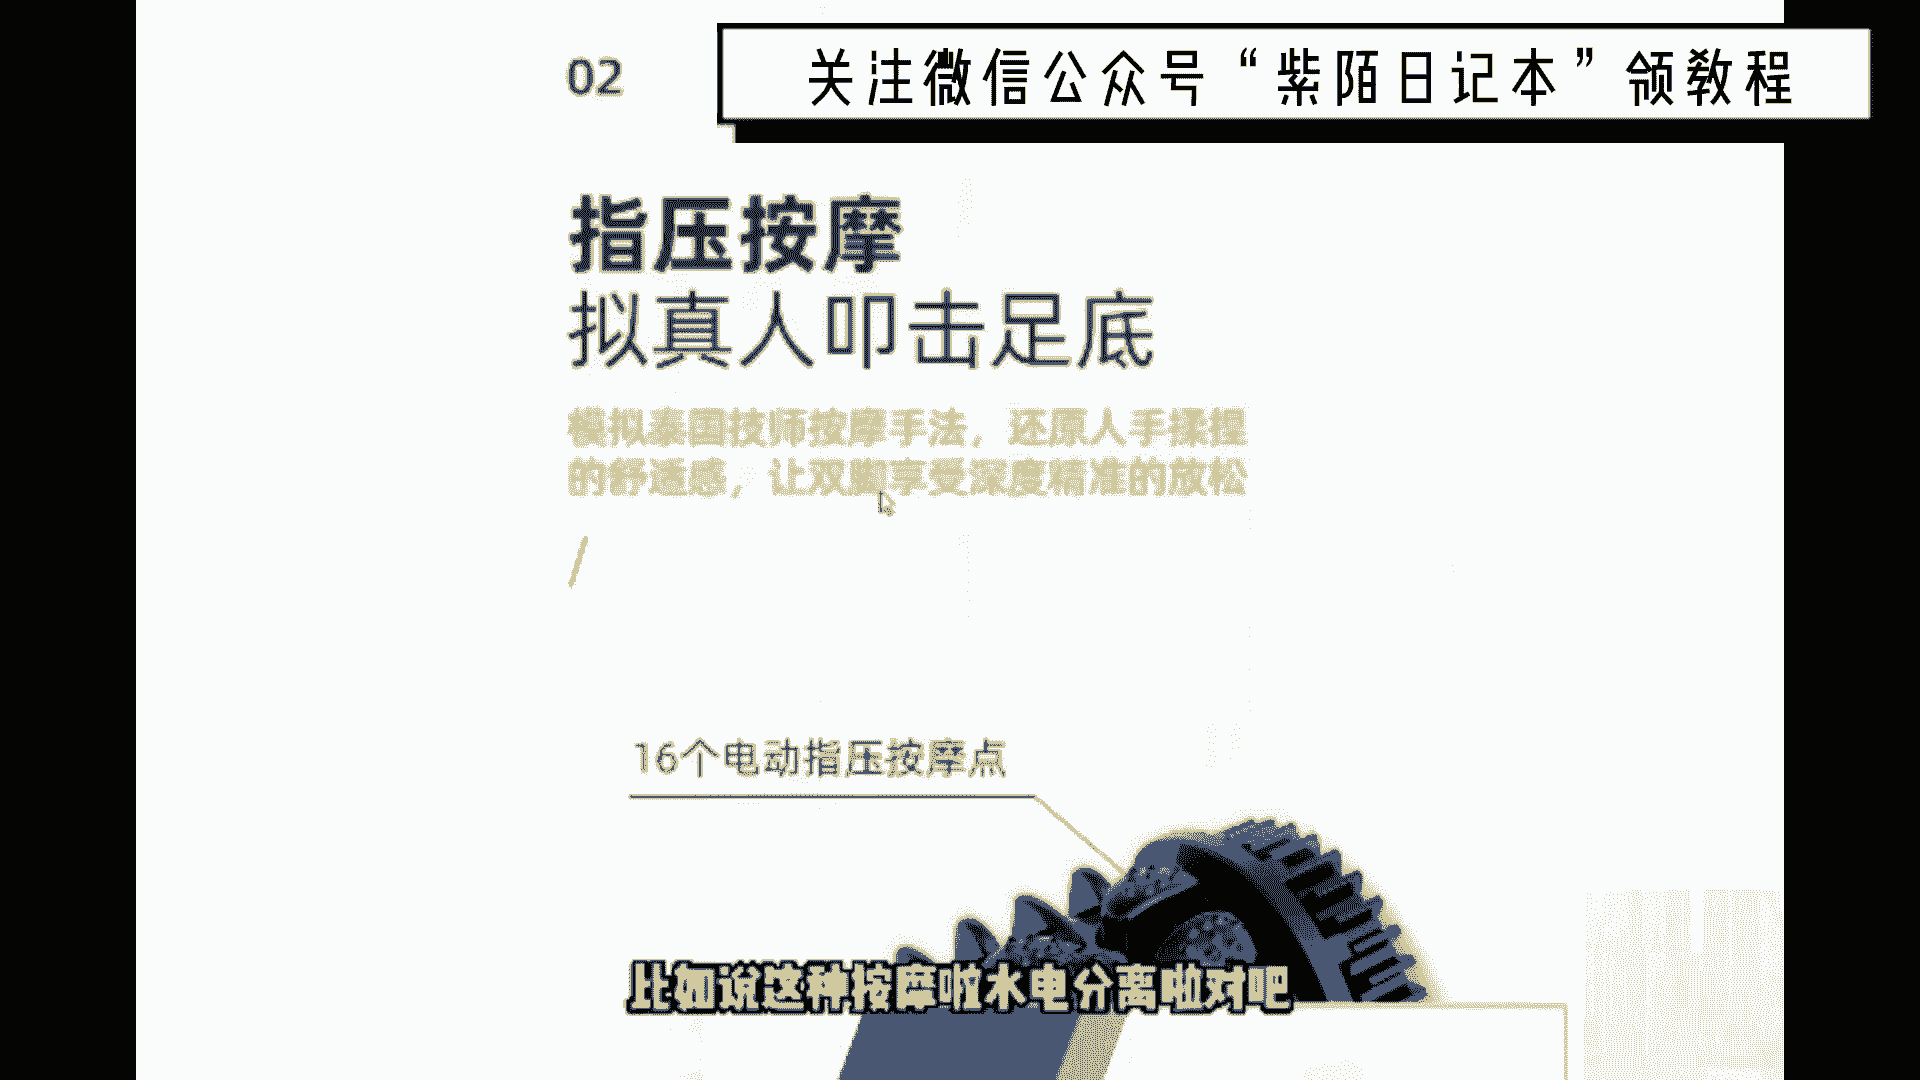 02
关注微信公众号“紫陌日记本”领教程
指压按摩
拟真人叩击足底
模拟泰国技师按摩手法，还原人手揉捏
的舒适感，让双脚享受深度精准的放松
16个电动指压按摩点
比如说这种按摩啦水电分离啦对吧